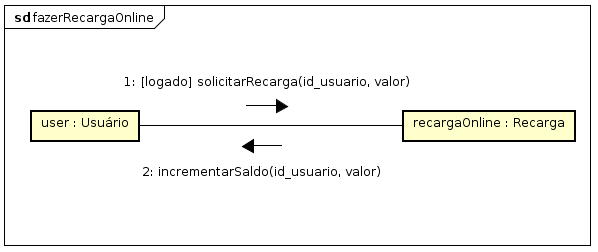 sd fazerRecargaOnline
1: [logado] solicitarRecarga(id_usuario, valor)
user : Usuário
recargaOnline : Recarga
2: incrementarSaldo(id_usuario, valor)